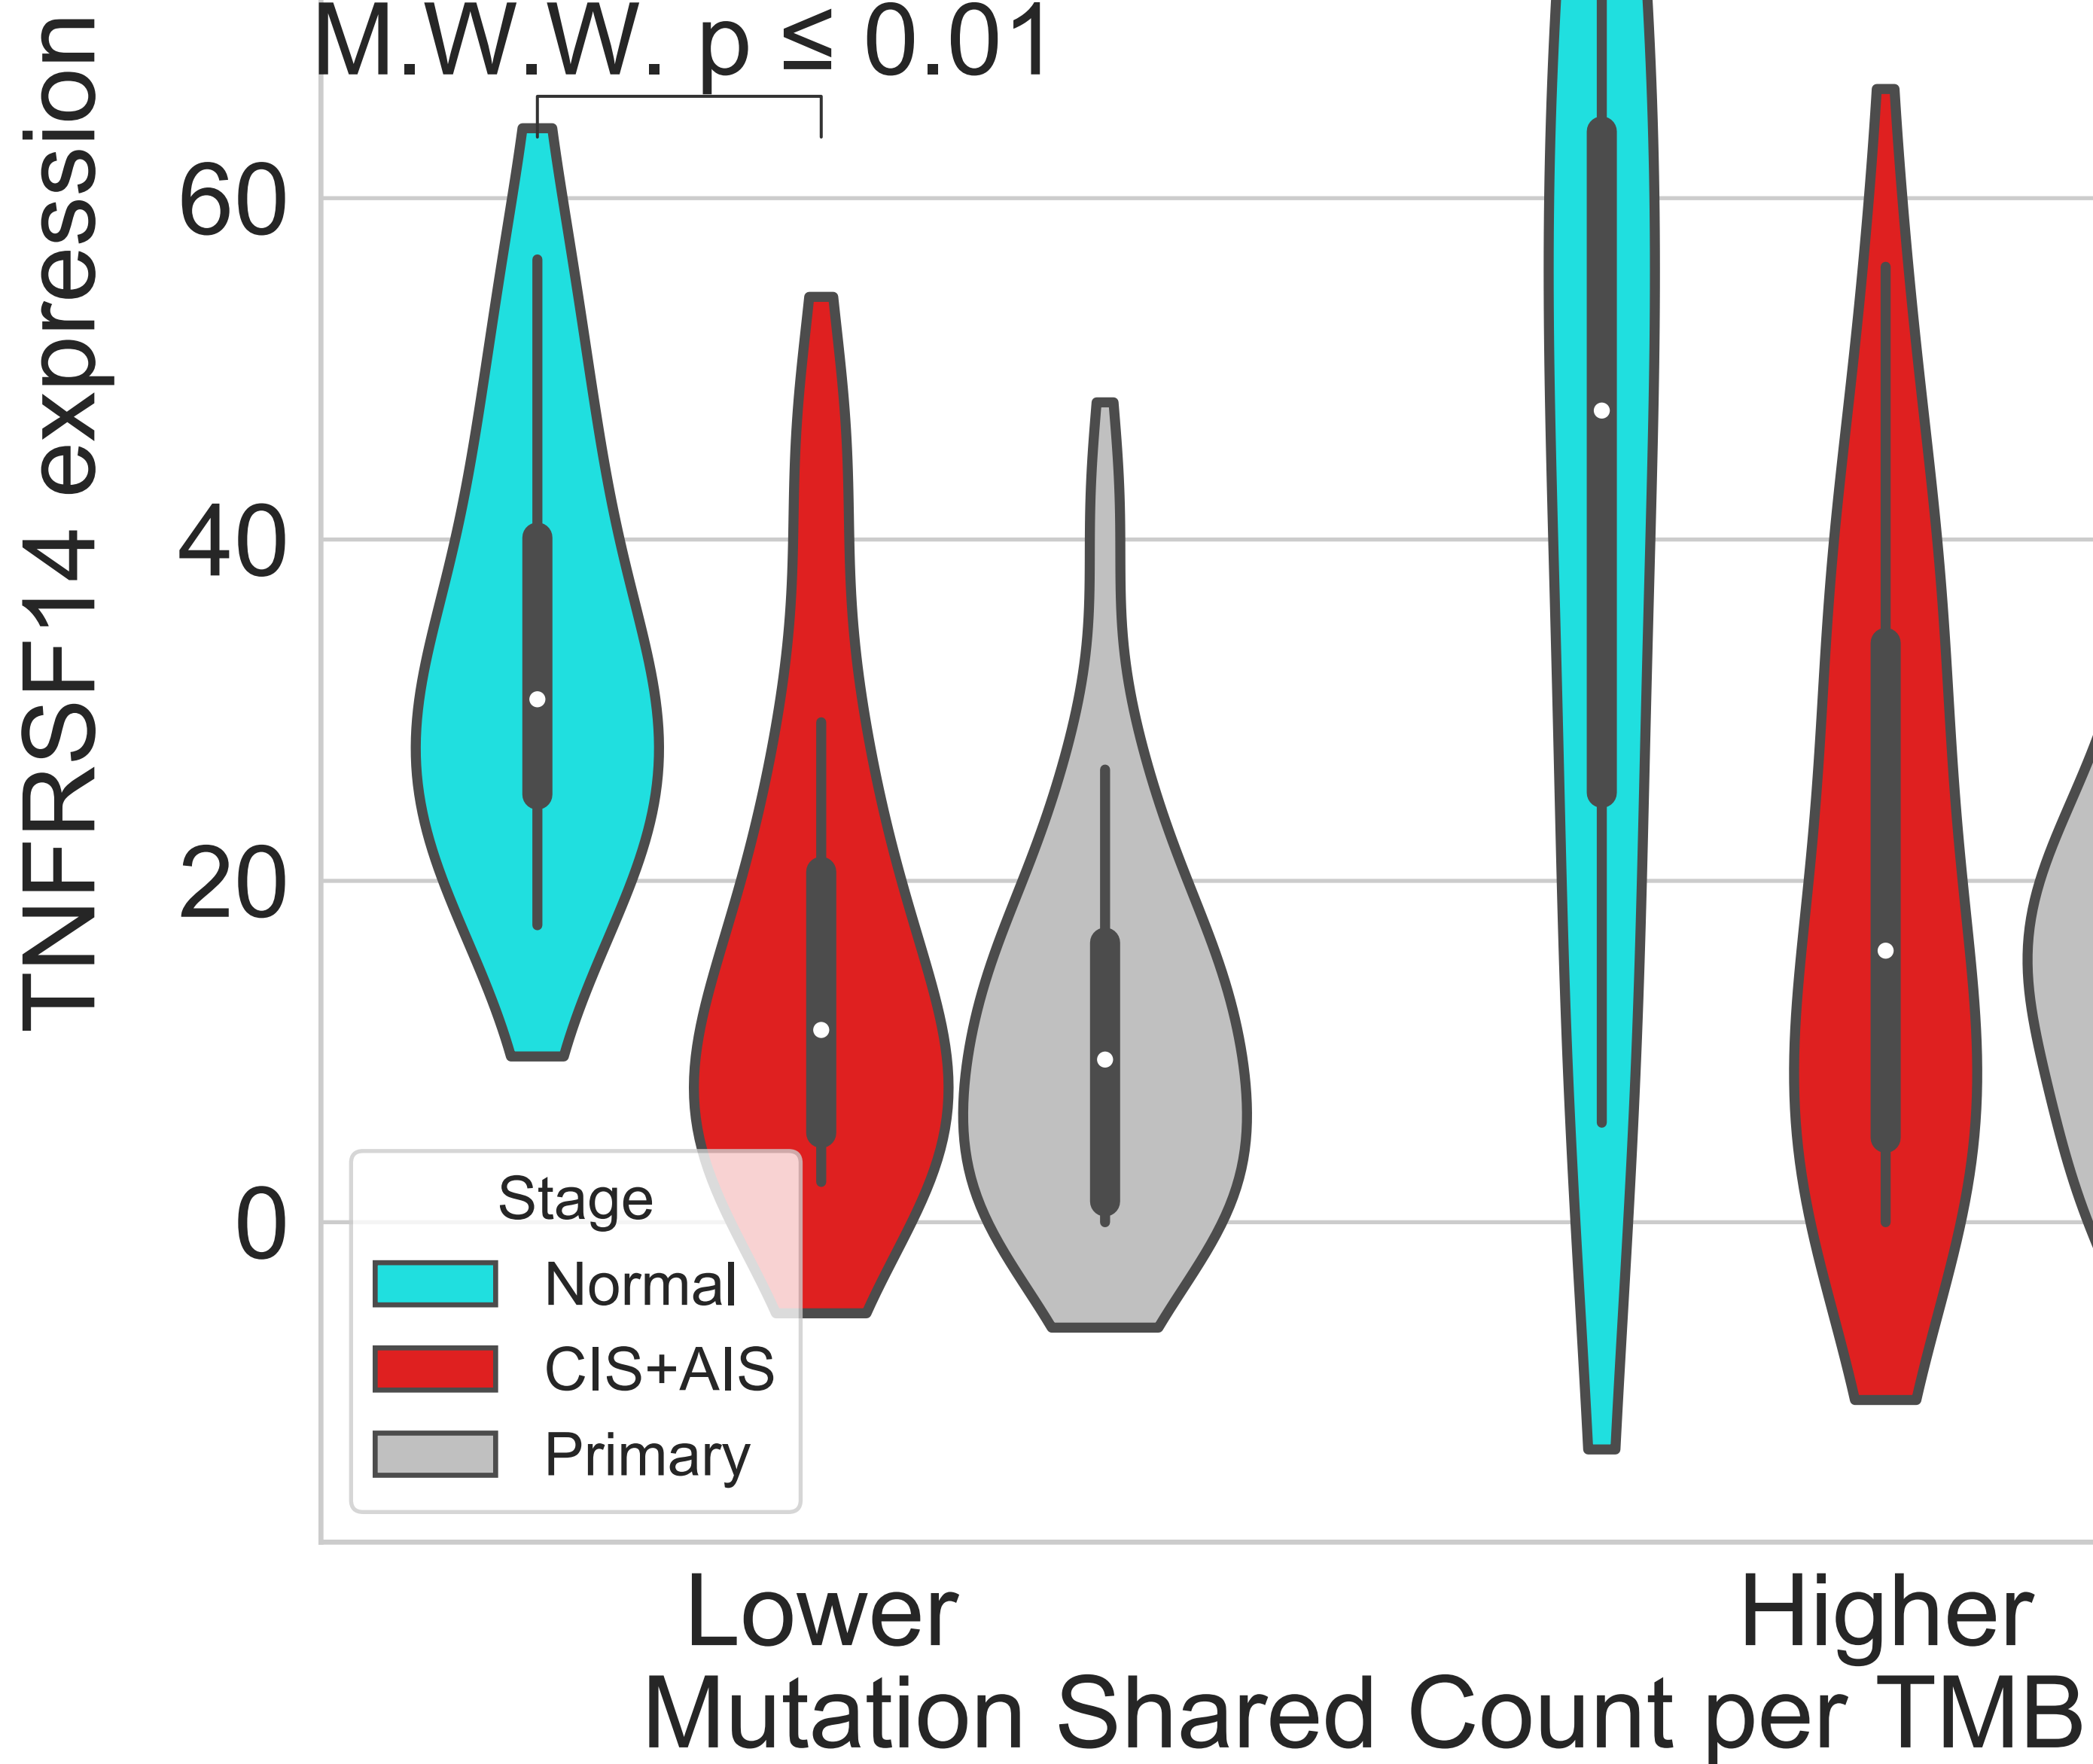 M.W.W. p ≤ 0.01
TNFRSF14 expression
60
40
20
0
Stage
Normal
CIS+AIS
Primary
Lower
Higher
Mutation Shared Count per TMB